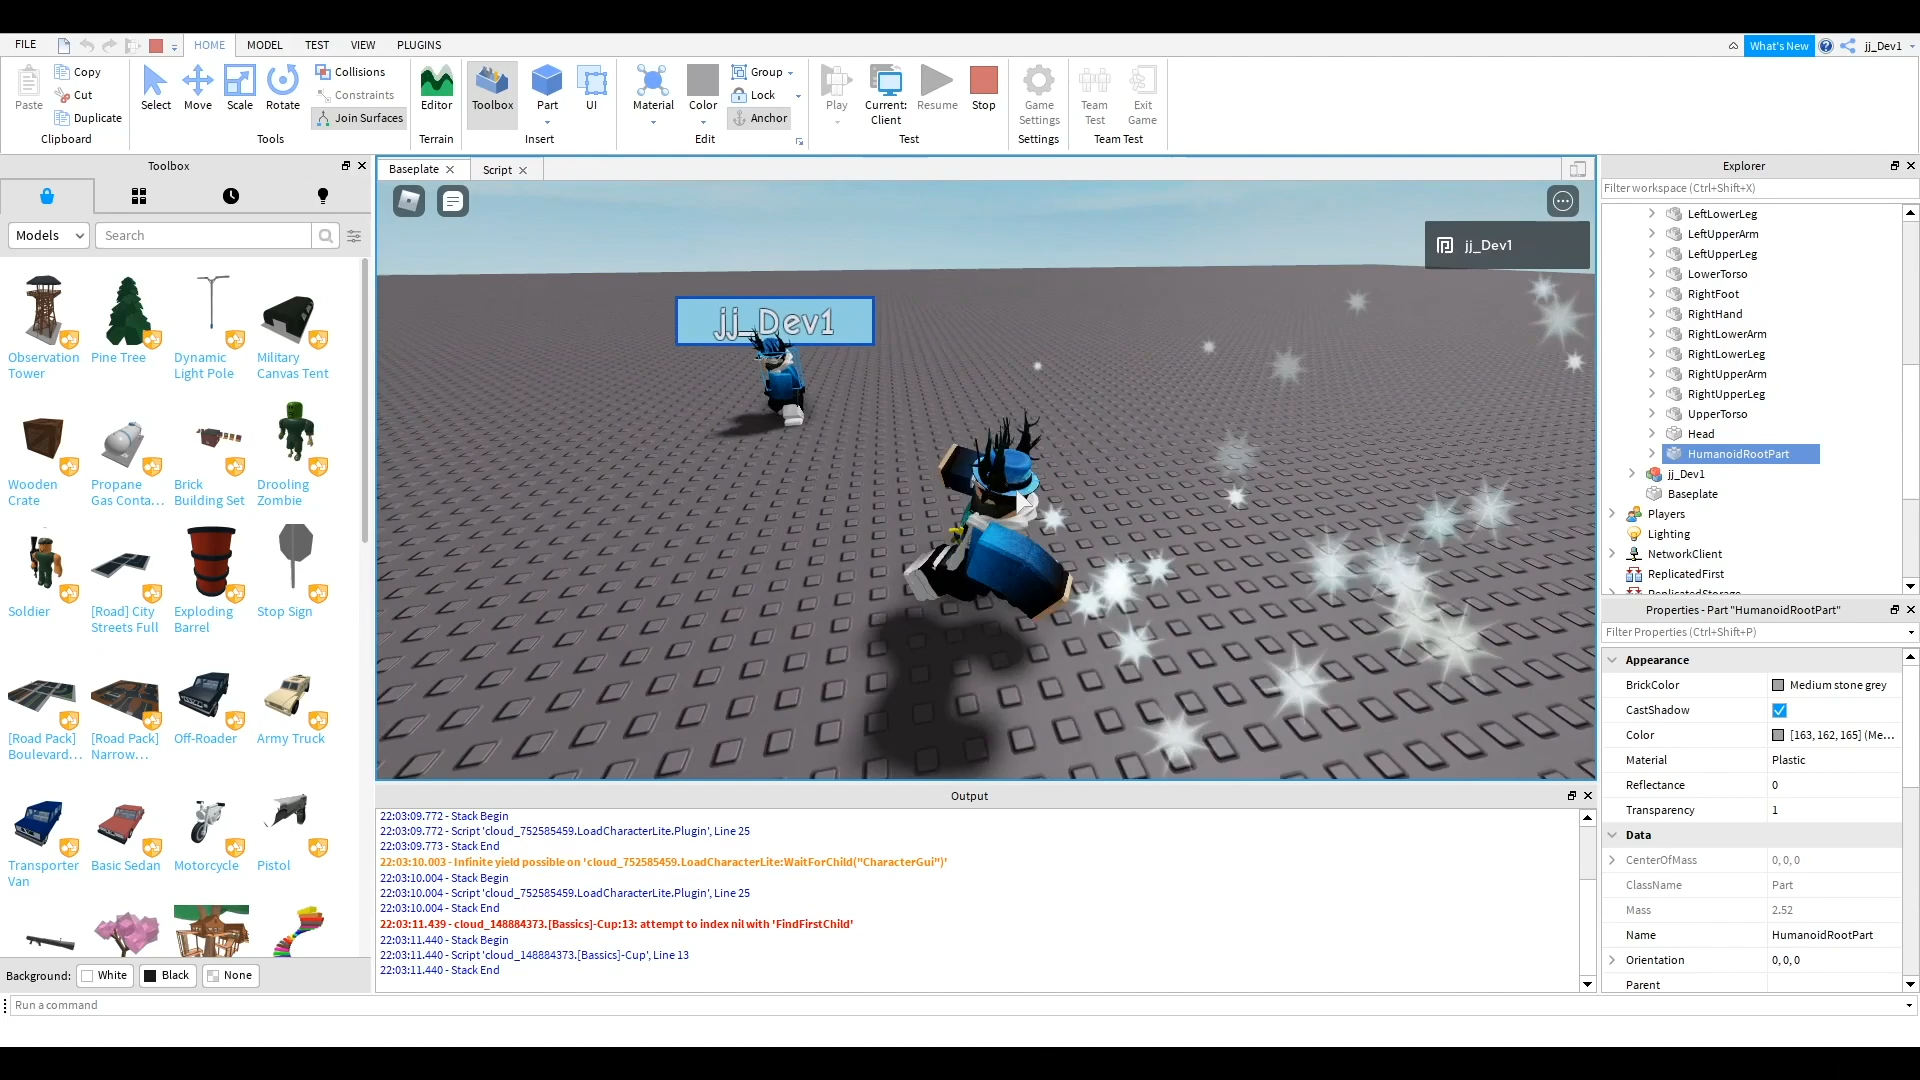 FILE HOME MODEL TEST VIEW PLUGINS What's New jj_Dev1
Paste Copy Cut Duplicate Select Move Scale Rotate Collisions Constraints Join Surfaces Editor Toolbox Part UI Material Color Group Lock Anchor Play Current: Client Resume Stop Game Settings Team Test Exit Game
Clipboard Tools Terrain Insert Edit Test Settings Team Test
Toolbox
Models Search
Observation Tower
Pine Tree
Dynamic Light Pole
Military Canvas Tent
Wooden Crate
Propane Gas Conta...
Brick Building Set
Drooling Zombie
Soldier
[Road] City Streets Full
Exploding Barrel
Stop Sign
[Road Pack] Boulevard...
[Road Pack] Narrow...
Off-Roader
Army Truck
Transporter Van
Basic Sedan
Motorcycle
Pistol
Background: White Black None
Run a command
Baseplate Script
jj_Dev1
jj_Dev1
Output
22:03:09.772 - Stack Begin
22:03:09.772 - Script 'cloud_752585459.LoadCharacterLite.Plugin', Line 25
22:03:09.773 - Stack End
22:03:10.003 - Infinite yield possible on 'cloud_752585459.LoadCharacterLite:WaitForChild("CharacterGui")'
22:03:10.004 - Stack Begin
22:03:10.004 - Script 'cloud_752585459.LoadCharacterLite.Plugin', Line 25
22:03:10.004 - Stack End
22:03:11.439 - cloud_148884373.[Bassics]-Cup:13: attempt to index nil with 'FindFirstChild'
22:03:11.440 - Stack Begin
22:03:11.440 - Script 'cloud_148884373.[Bassics]-Cup', Line 13
22:03:11.440 - Stack End
Explorer
Filter workspace (Ctrl+Shift+X)
LeftLowerLeg
LeftUpperArm
LeftUpperLeg
LowerTorso
RightFoot
RightHand
RightLowerArm
RightLowerLeg
RightUpperArm
RightUpperLeg
UpperTorso
Head
HumanoidRootPart
jj_Dev1
Baseplate
Players
Lighting
NetworkClient
ReplicatedFirst
ReplicatedStorage
Properties - Part "HumanoidRootPart"
Filter Properties (Ctrl+Shift+P)
Appearance
BrickColor Medium stone grey
CastShadow
Color [163, 162, 165] (Me...
Material Plastic
Reflectance 0
Transparency 1
Data
CenterOfMass 0, 0, 0
ClassName Part
Mass 2.52
Name HumanoidRootPart
Orientation 0, 0, 0
Parent